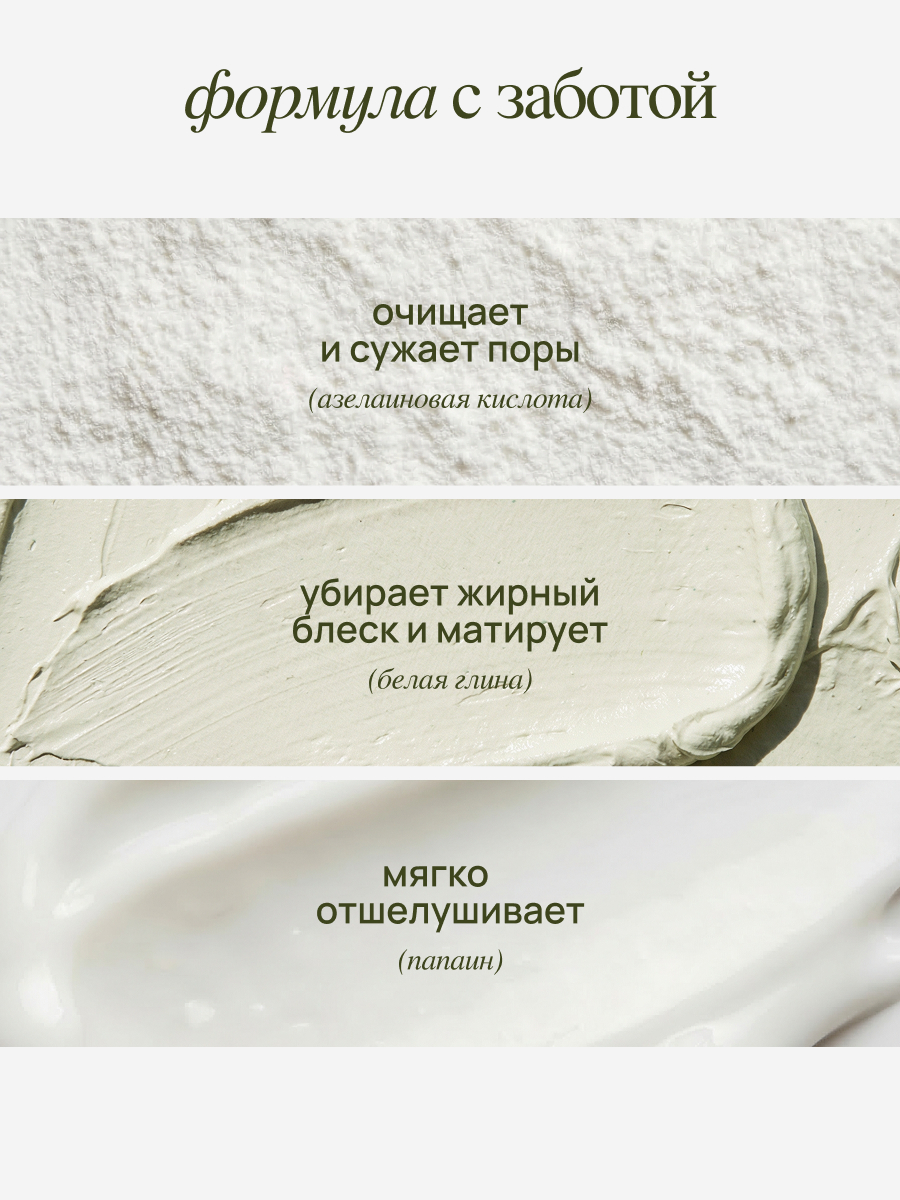 формула с заботой
очищает
и сужает поры
(азелаиновая кислота)
убирает жирный
блеск и матирует
(белая глина)
мягко
отшелушивает
(папаин)